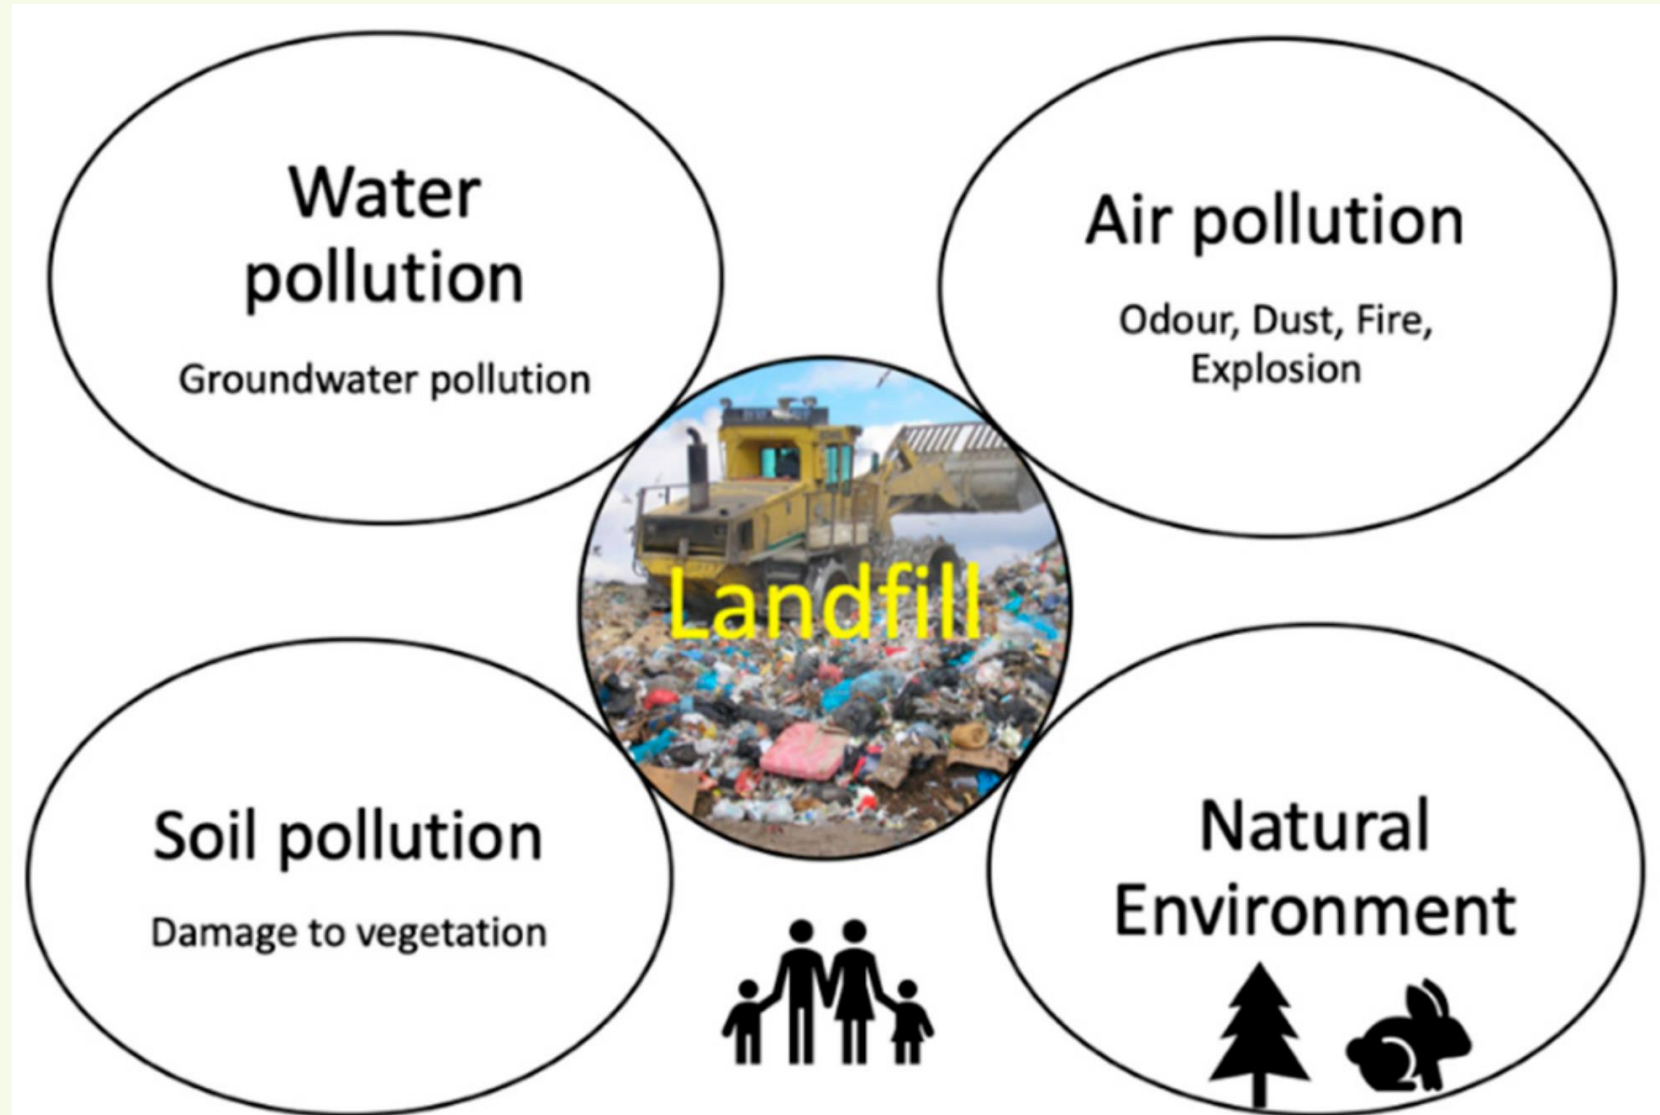 Water
pollution
Groundwater pollution
Air pollution
Odour, Dust, Fire,
Explosion
Landfill
Soil pollution
Damage to vegetation
Natural
Environment